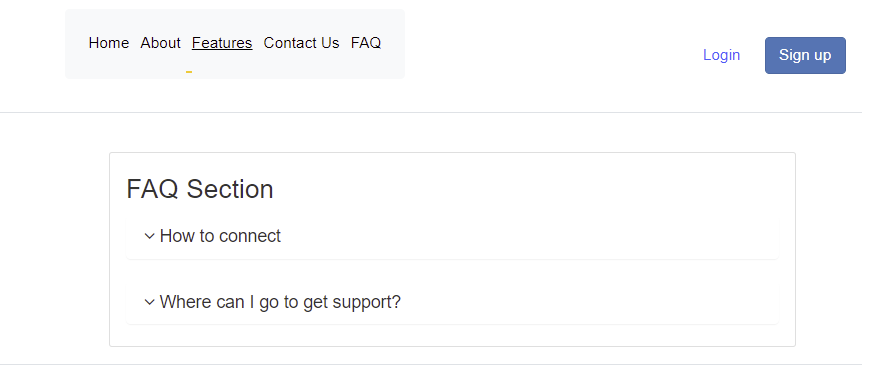 Home About Features Contact Us FAQ
Login Sign up
FAQ Section
How to connect
Where can I go to get support?